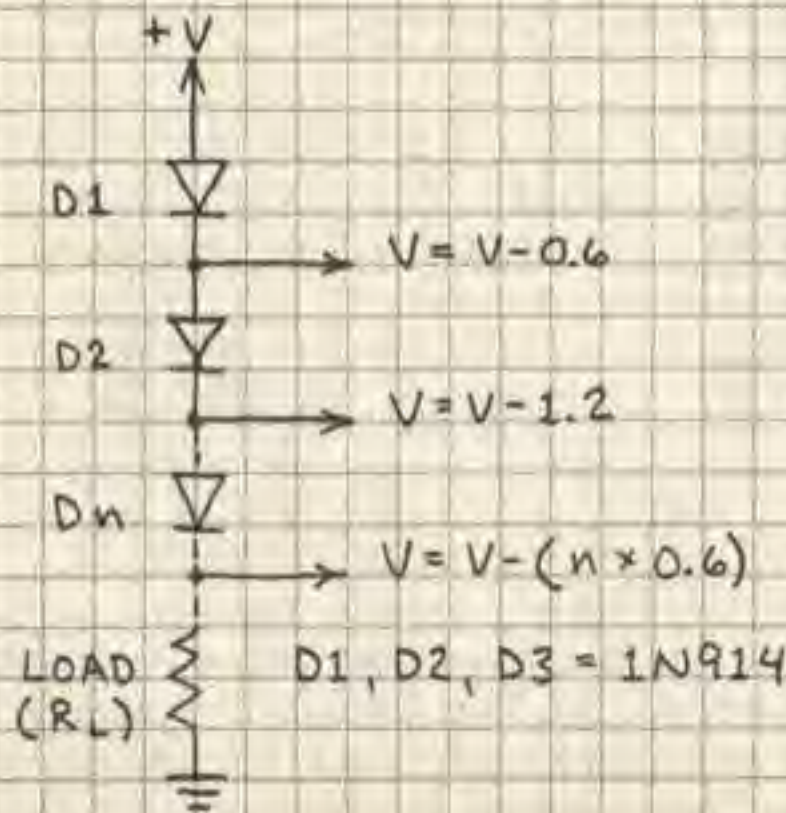 +V
D1
V = V - 0.6
D2
V = V - 1.2
Dn
V = V - (n × 0.6)
LOAD
(RL)
D1, D2, D3 = 1N914